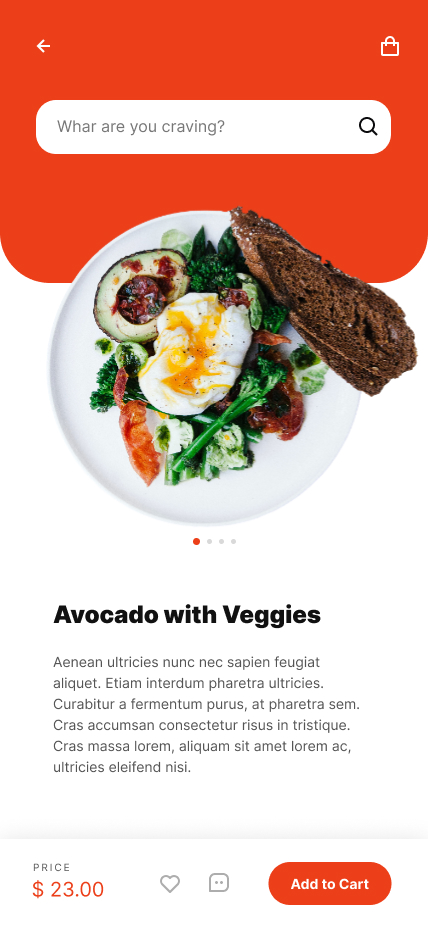 Whar are you craving?
Avocado with Veggies
Aenean ultricies nunc nec sapien feugiat
aliquet. Etiam interdum pharetra ultricies.
Curabitur a fermentum purus, at pharetra sem.
Cras accumsan consectetur risus in tristique.
Cras massa lorem, aliquam sit amet lorem ac,
ultricies eleifend nisi.
PRICE
$ 23.00
Add to Cart